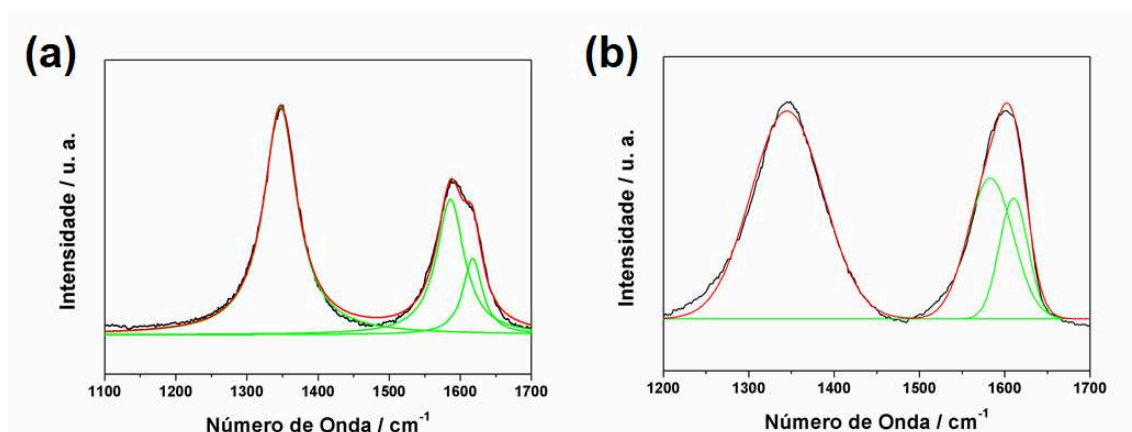 (a)
Intensidade / u. a.
1100 1200 1300 1400 1500 1600 1700
Número de Onda / cm⁻¹
(b)
Intensidade / u. a.
1200 1300 1400 1500 1600 1700
Número de Onda / cm⁻¹